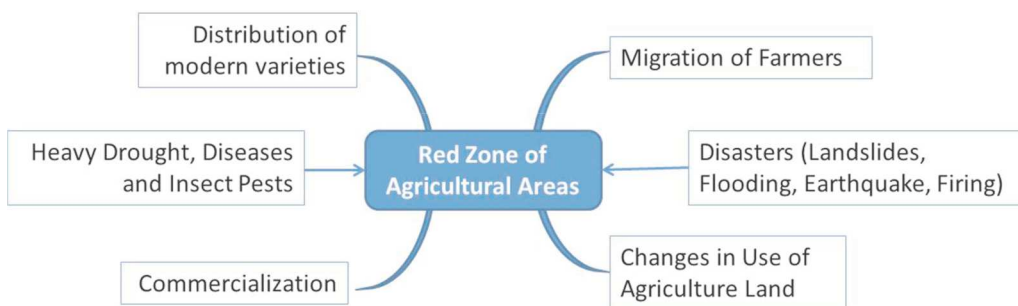 Distribution of
modern varieties
Migration of Farmers
Heavy Drought, Diseases
and Insect Pests
Red Zone of
Agricultural Areas
Disasters (Landslides,
Flooding, Earthquake, Firing)
Commercialization
Changes in Use of
Agriculture Land